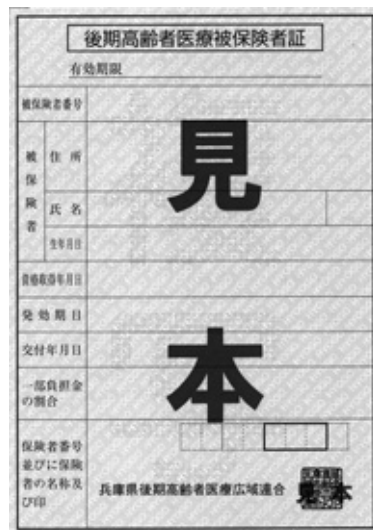 後期高齢者医療被保険者証
有効期限
被保険者番号
被保険者
住所
氏名
生年月日
資格取得年月日
発効期日
交付年月日
一部負担金
の割合
保険者番号
並びに保険
者の名称及
び印
兵庫県後期高齢者医療広域連合
見本
見本